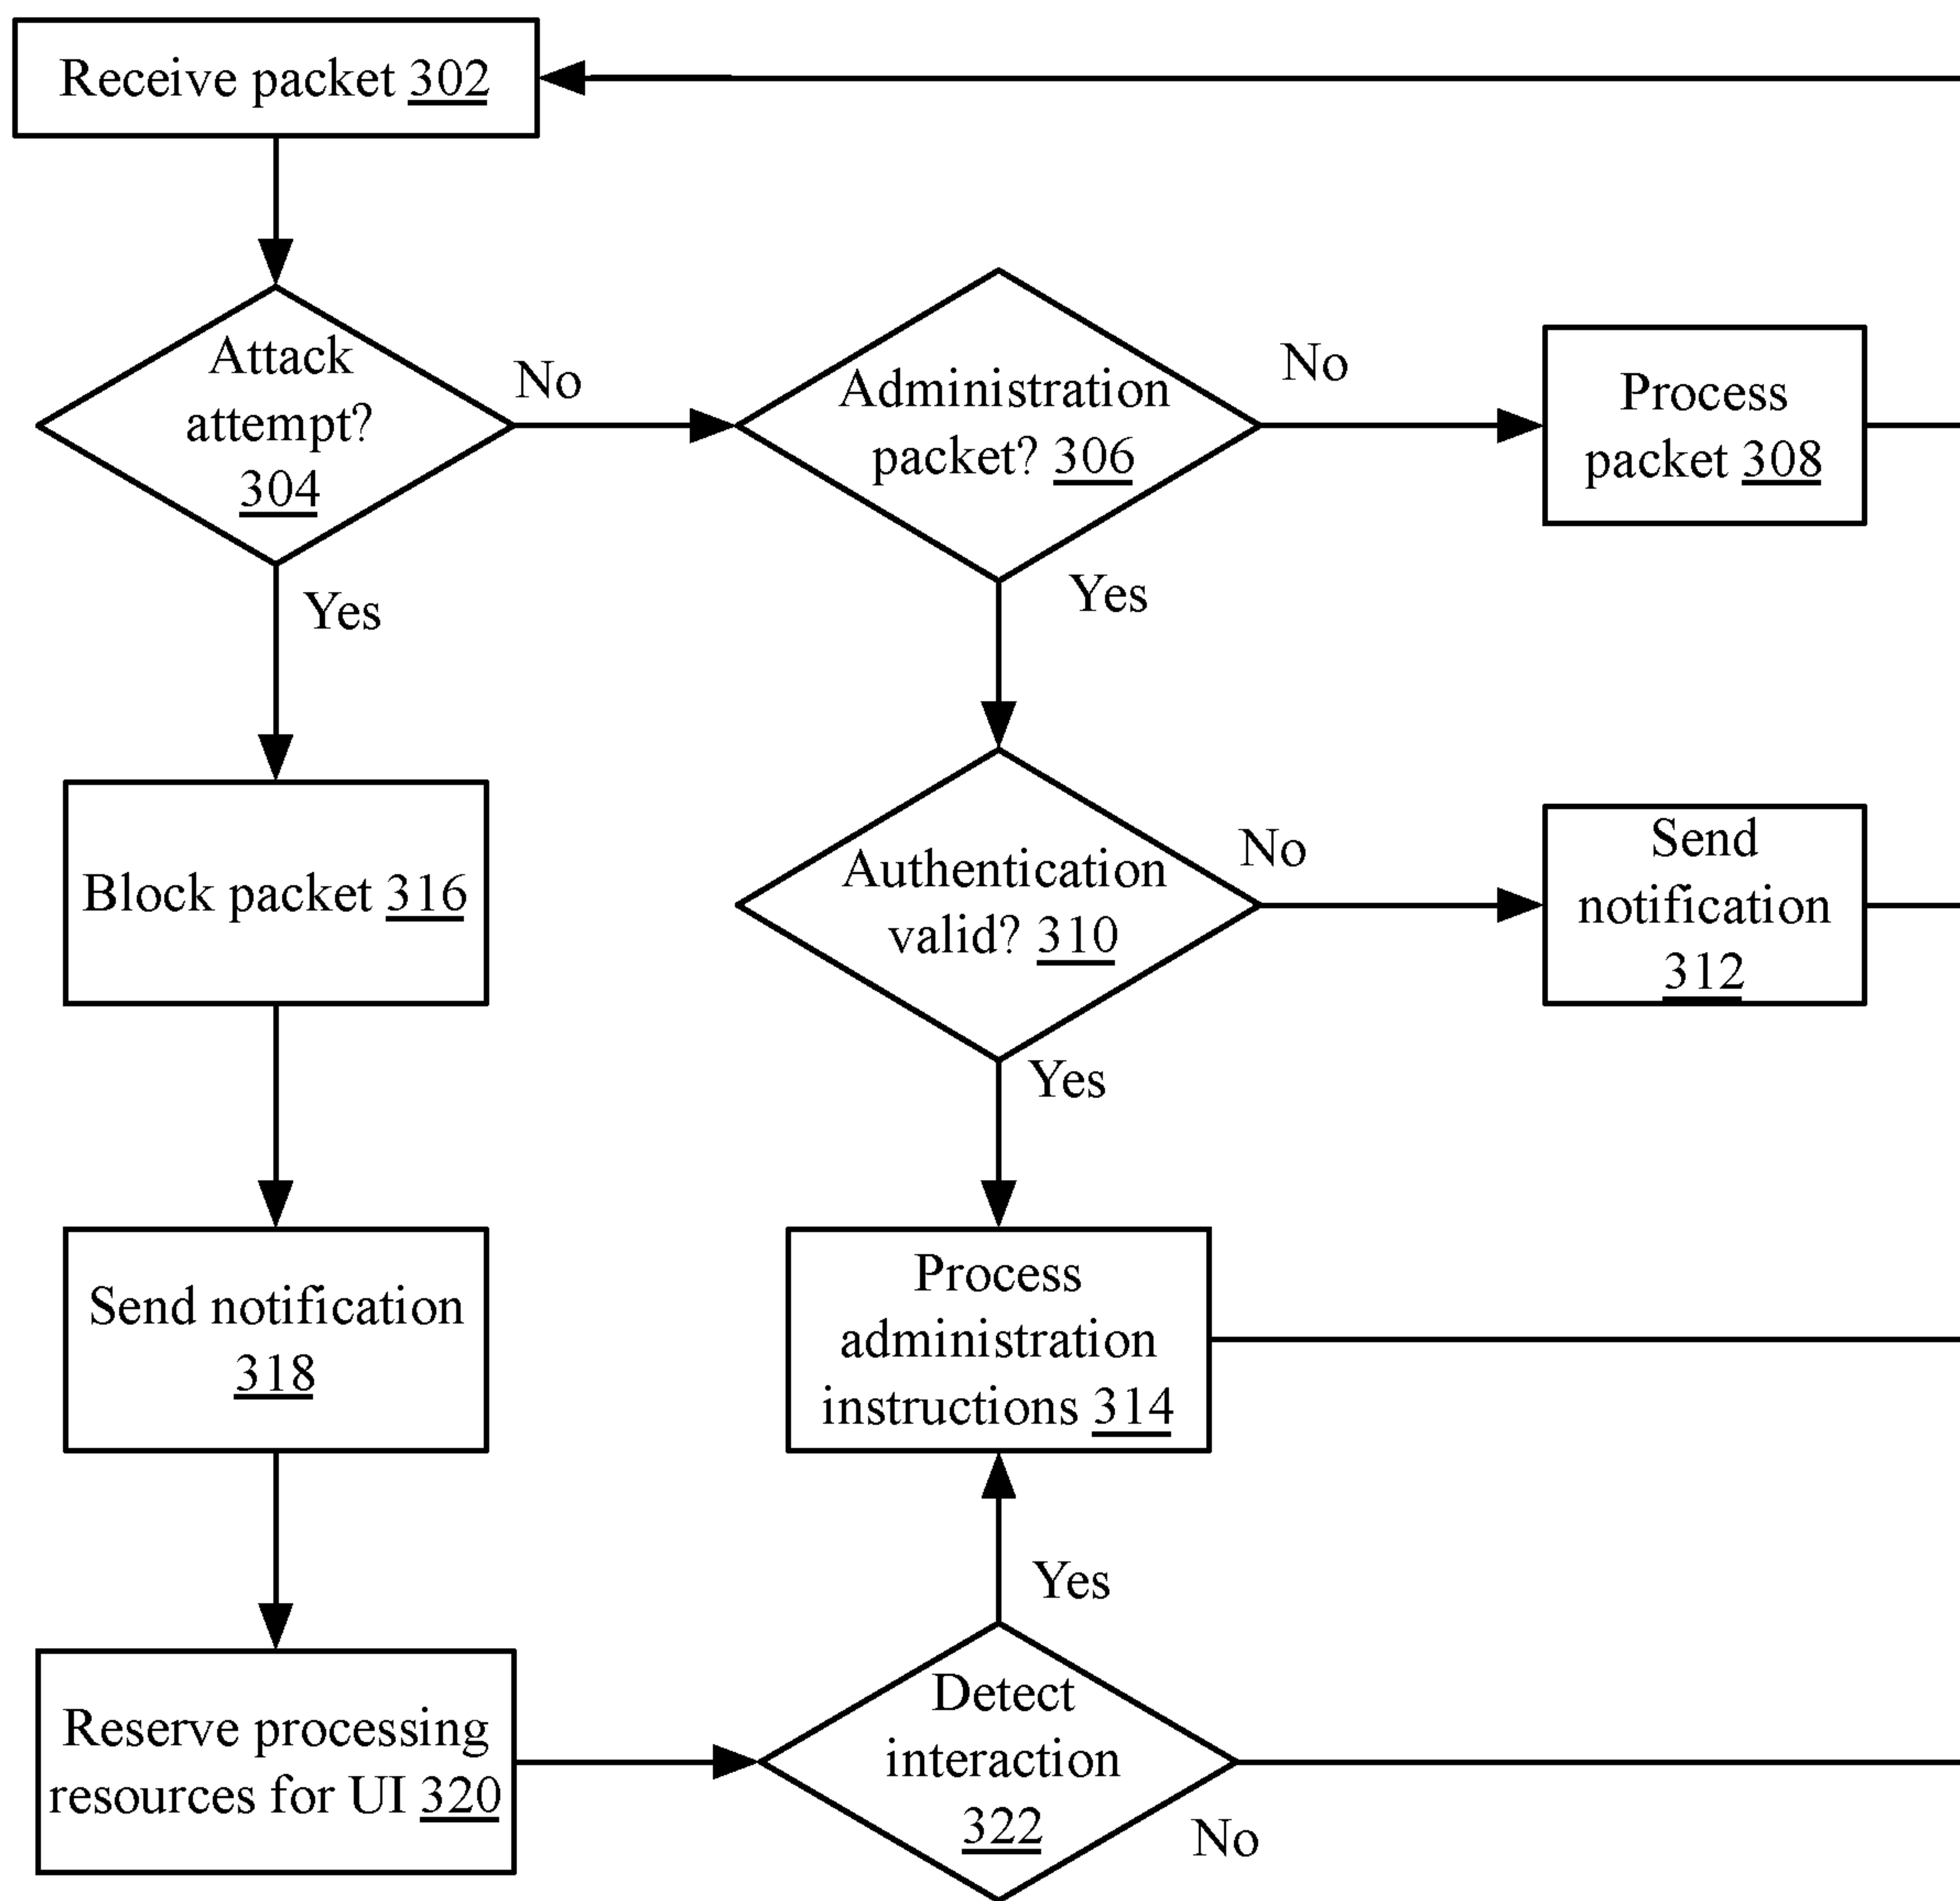 Receive packet 302
Attack
attempt?
304
No
Administration
packet? 306
No
Process
packet 308
Yes
Yes
Block packet 316
Authentication
valid? 310
No
Send
notification
312
Yes
Send notification
318
Process
administration
instructions 314
Yes
Reserve processing
resources for UI 320
Detect
interaction
322
No